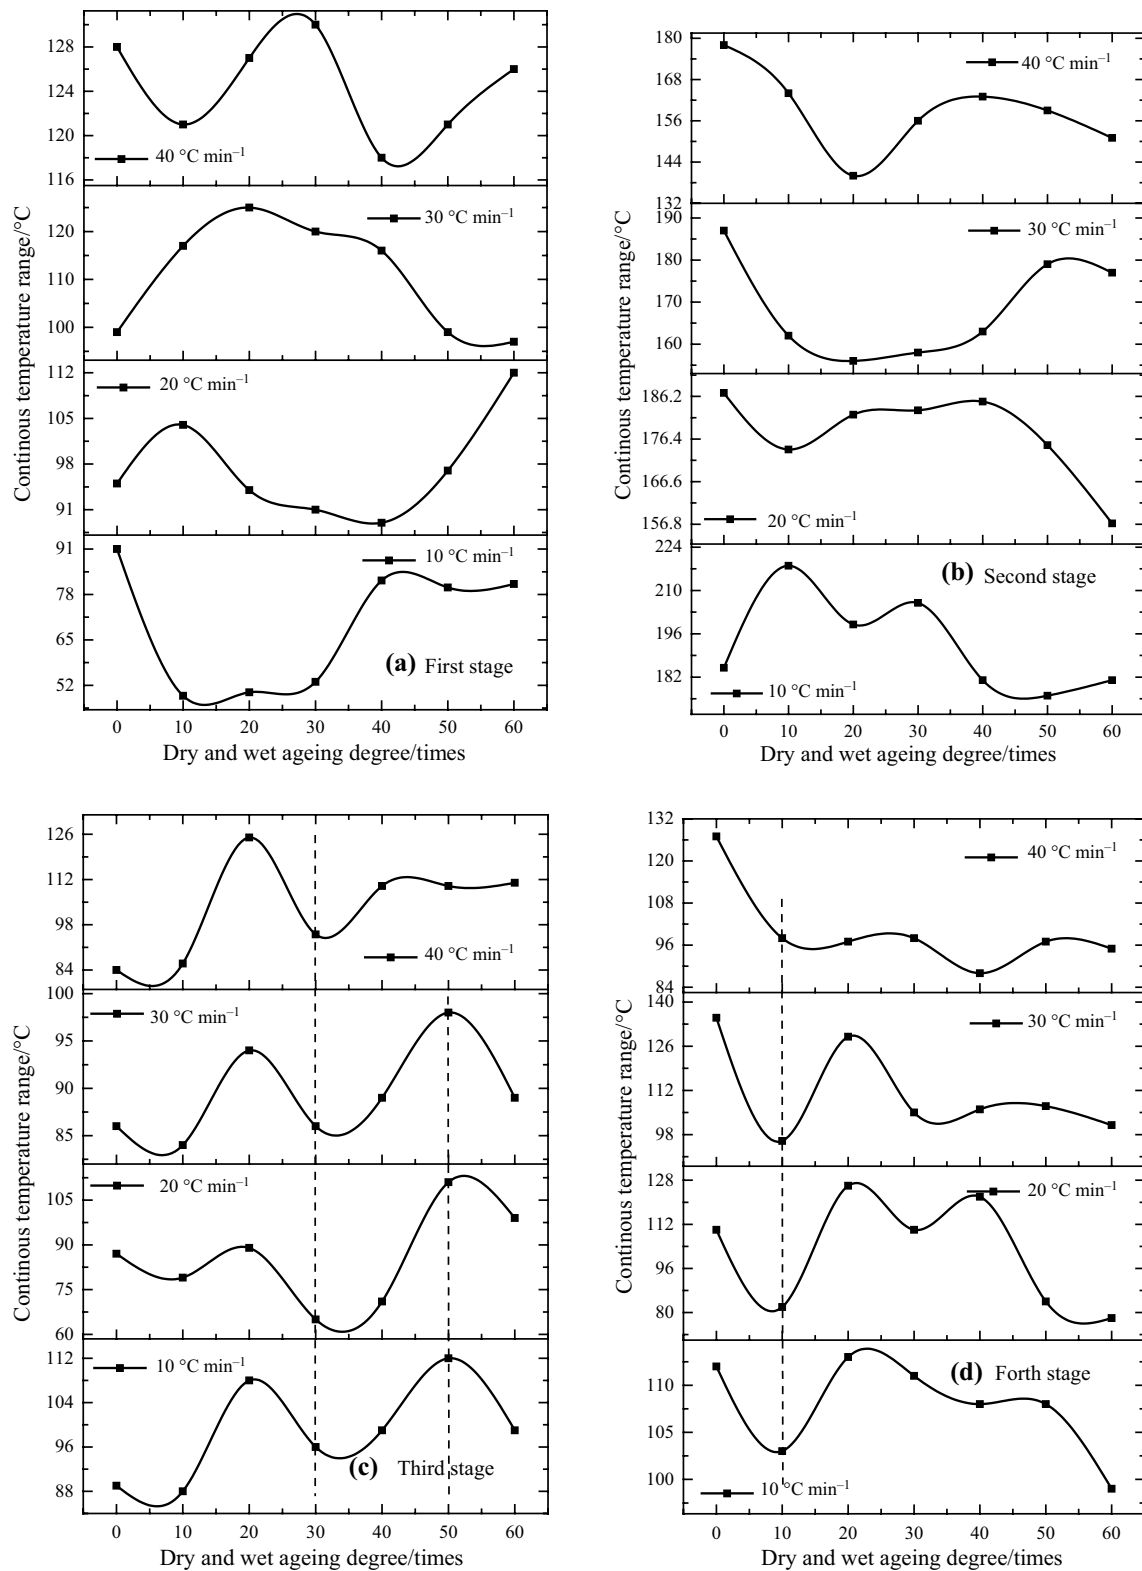 Continous temperature range/°C
128
124
120
116
40 °C min–1
120
110
100
30 °C min–1
112
105
98
91
20 °C min–1
91
78
65
52
10 °C min–1
(a) First stage
0 10 20 30 40 50 60
Dry and wet ageing degree/times
Continous temperature range/°C
180
168
156
144
132
40 °C min–1
190
180
170
160
30 °C min–1
186.2
176.4
166.6
156.8
20 °C min–1
224
210
196
182
10 °C min–1
(b) Second stage
0 10 20 30 40 50 60
Dry and wet ageing degree/times
Continous temperature range/°C
126
112
98
84
40 °C min–1
100
95
90
85
30 °C min–1
105
90
75
60
20 °C min–1
112
104
96
88
10 °C min–1
(c) Third stage
0 10 20 30 40 50 60
Dry and wet ageing degree/times
Continous temperature range/°C
132
120
108
96
84
40 °C min–1
140
126
112
98
30 °C min–1
128
112
96
80
20 °C min–1
110
105
100
10 °C min–1
(d) Forth stage
0 10 20 30 40 50 60
Dry and wet ageing degree/times